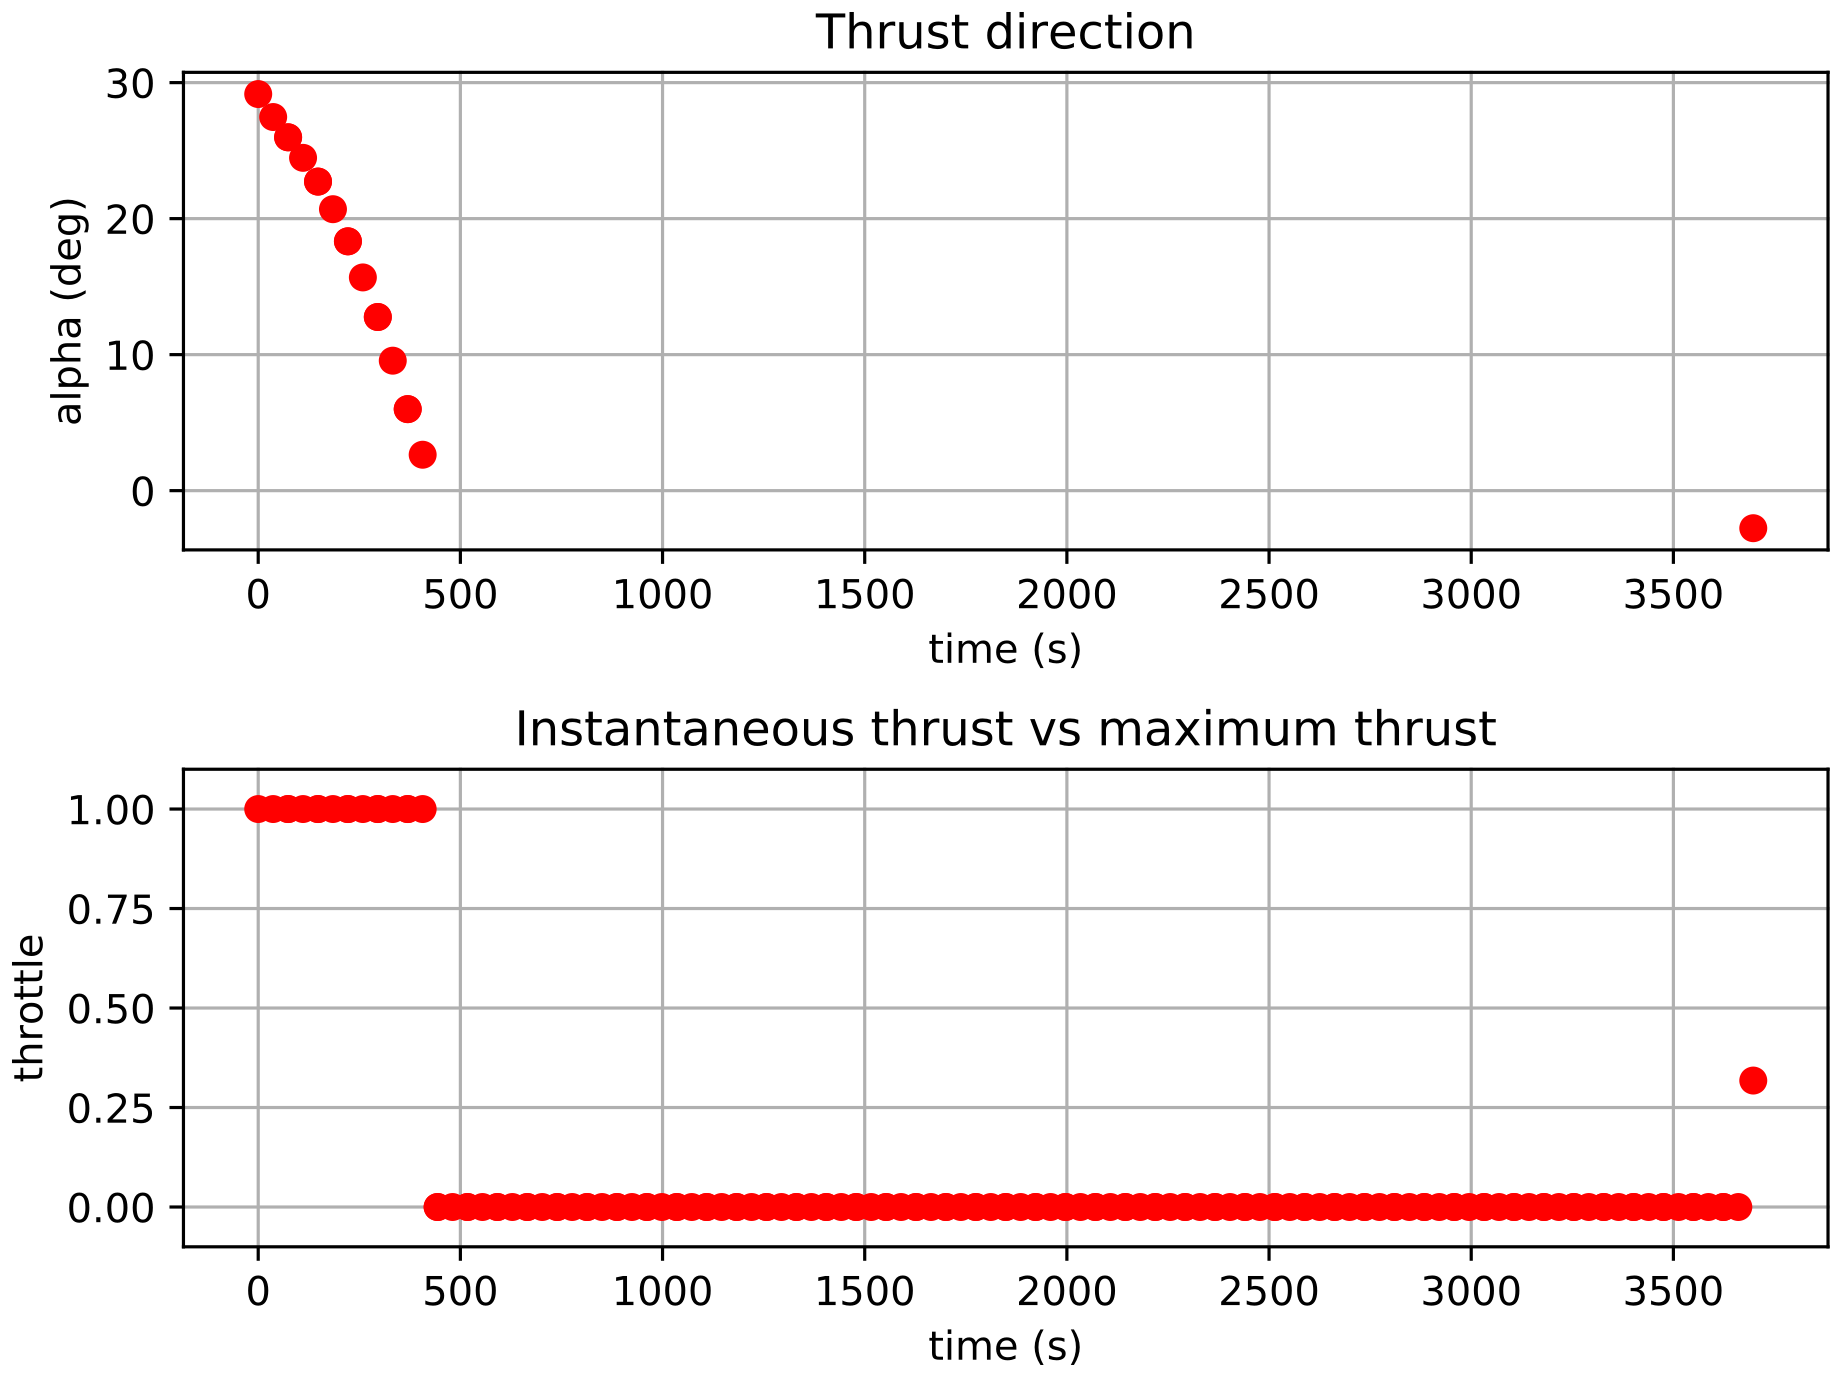 Thrust direction
30
20
10
0
alpha (deg)
0 500 1000 1500 2000 2500 3000 3500
time (s)
Instantaneous thrust vs maximum thrust
1.00
0.75
0.50
0.25
0.00
throttle
0 500 1000 1500 2000 2500 3000 3500
time (s)